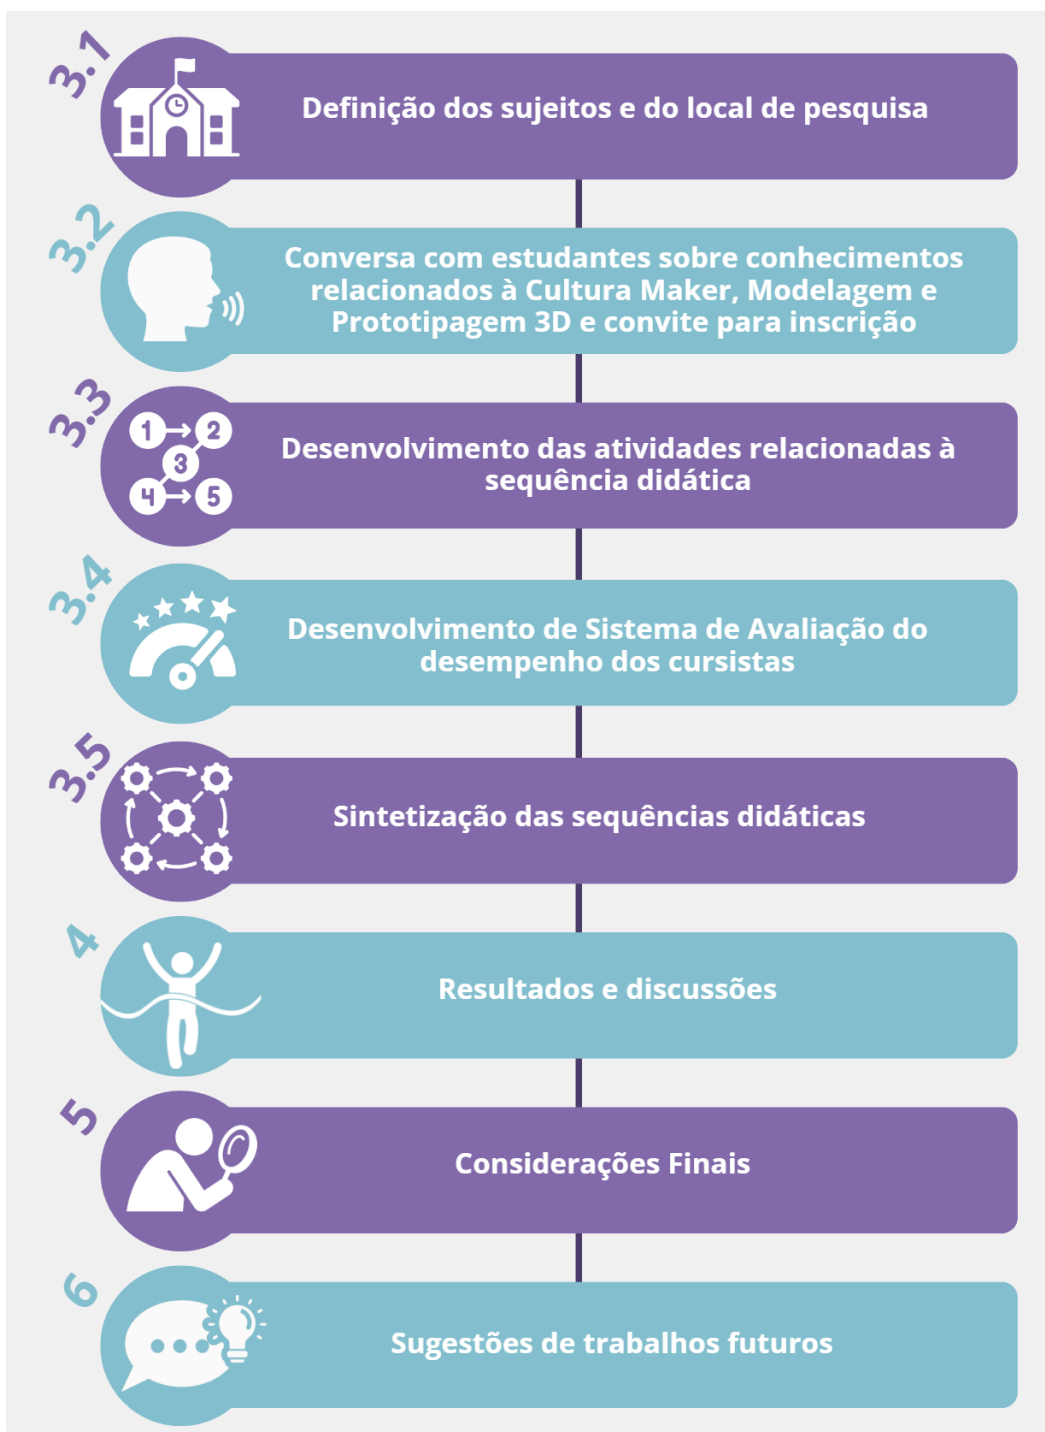 3.1
Definição dos sujeitos e do local de pesquisa
3.2
Conversa com estudantes sobre conhecimentos
relacionados à Cultura Maker, Modelagem e
Prototipagem 3D e convite para inscrição
3.3
1 2
3
4 5
Desenvolvimento das atividades relacionadas à
sequência didática
3.4
Desenvolvimento de Sistema de Avaliação do
desempenho dos cursistas
3.5
Sintetização das sequências didáticas
4
Resultados e discussões
5
Considerações Finais
6
Sugestões de trabalhos futuros